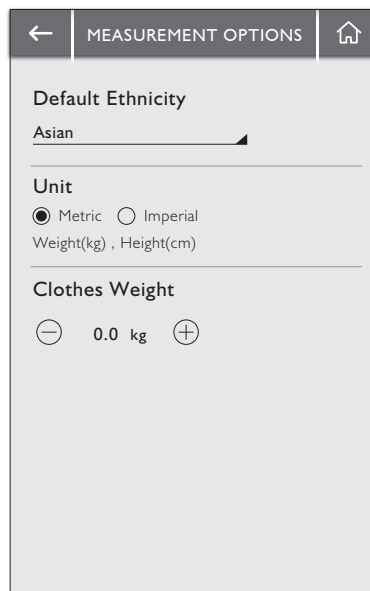 MEASUREMENT OPTIONS
Default Ethnicity
Asian
Unit
Metric Imperial
Weight(kg) , Height(cm)
Clothes Weight
0.0 kg